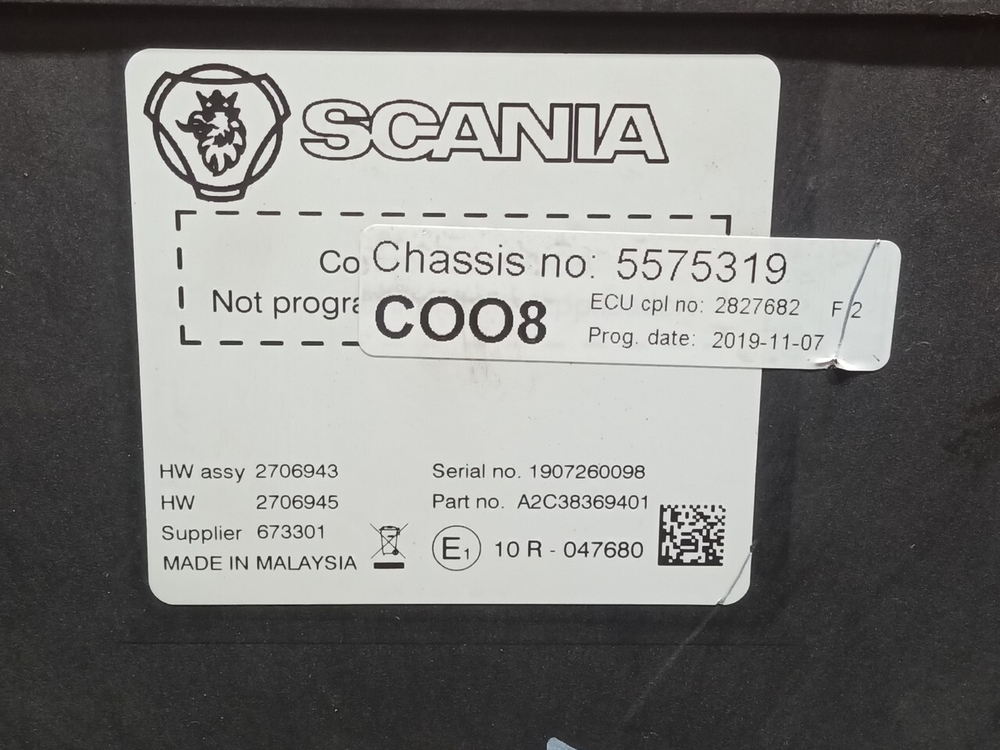 SCANIA
Co
Not progra
Chassis no: 5575319
COO8
ECU cpl no: 2827682
Prog. date: 2019-11-07
HW assy 2706943
HW 2706945
Supplier 673301
MADE IN MALAYSIA
Serial no. 1907260098
Part no. A2C38369401
E1 10 R - 047680